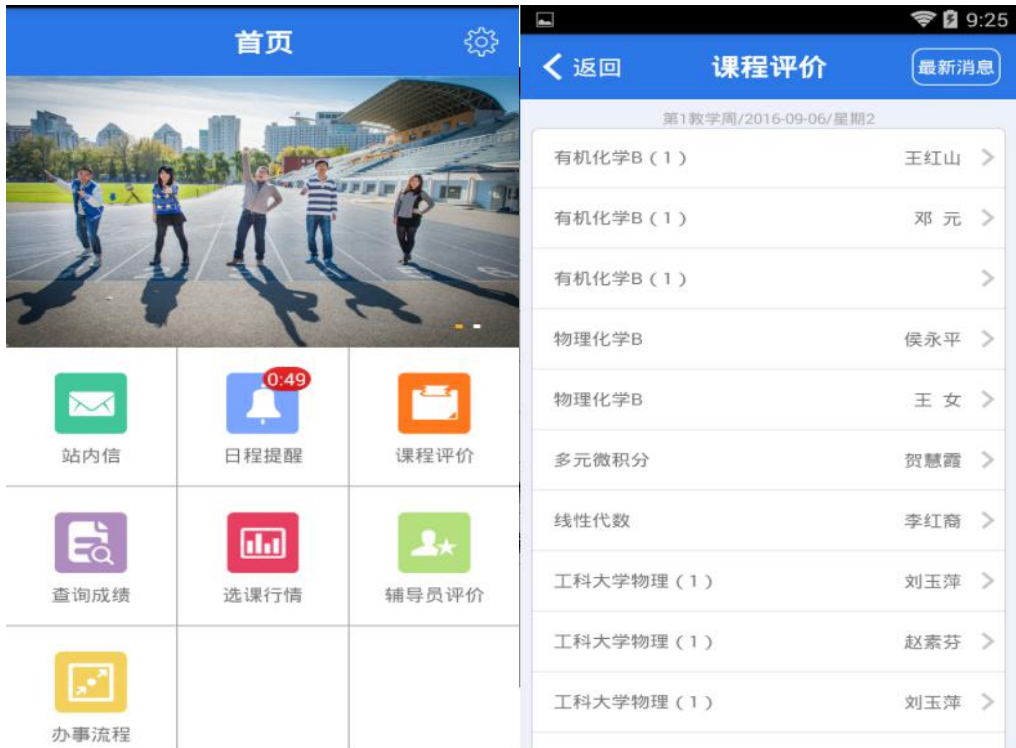 首页
0:49
站内信
日程提醒
课程评价
查询成绩
选课行情
辅导员评价
办事流程
9:25
返回
课程评价
最新消息
第1教学周/2016-09-06/星期2
有机化学B(1) 王红山
有机化学B(1) 邓 元
有机化学B(1)
物理化学B 侯永平
物理化学B 王 女
多元微积分 贺慧霞
线性代数 李红裔
工科大学物理(1) 刘玉萍
工科大学物理(1) 赵素芬
工科大学物理(1) 刘玉萍